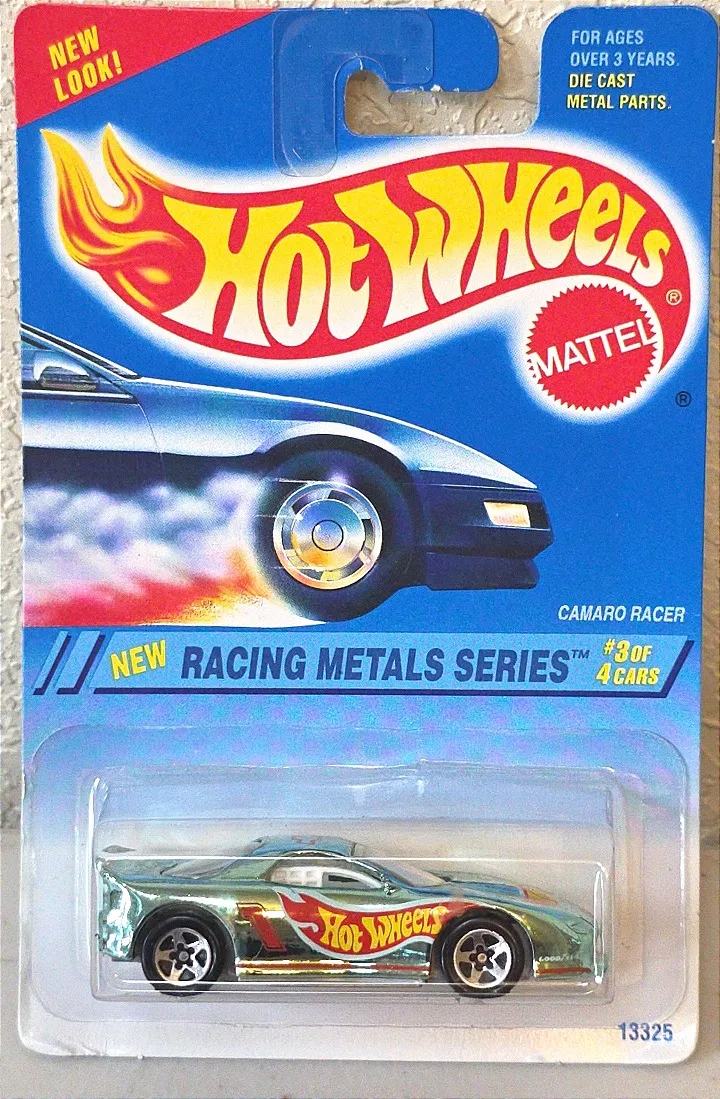 NEW
LOOK!
FOR AGES
OVER 3 YEARS.
DIE CAST
METAL PARTS.
HOT WHEELS ®
MATTEL
®
CAMARO RACER
NEW RACING METALS SERIES™ #3 OF
4 CARS
1 HOT WHEELS
13325